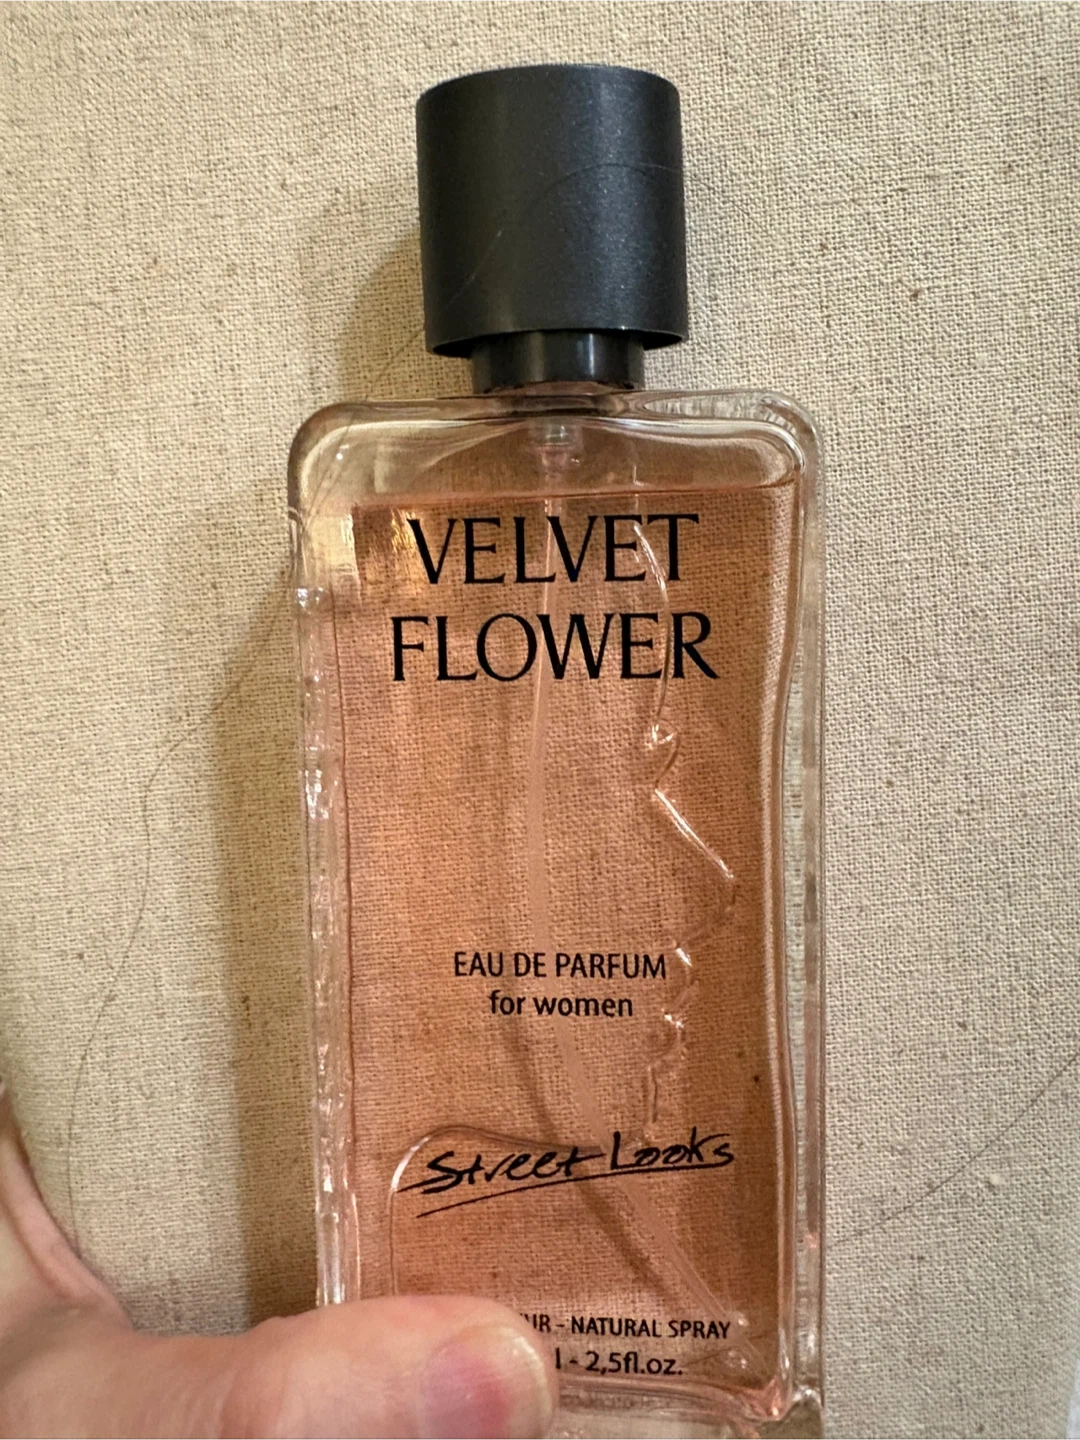 VELVET
FLOWER
EAU DE PARFUM
for women
Street Looks
- NATURAL SPRAY
- 2,5fl.oz.